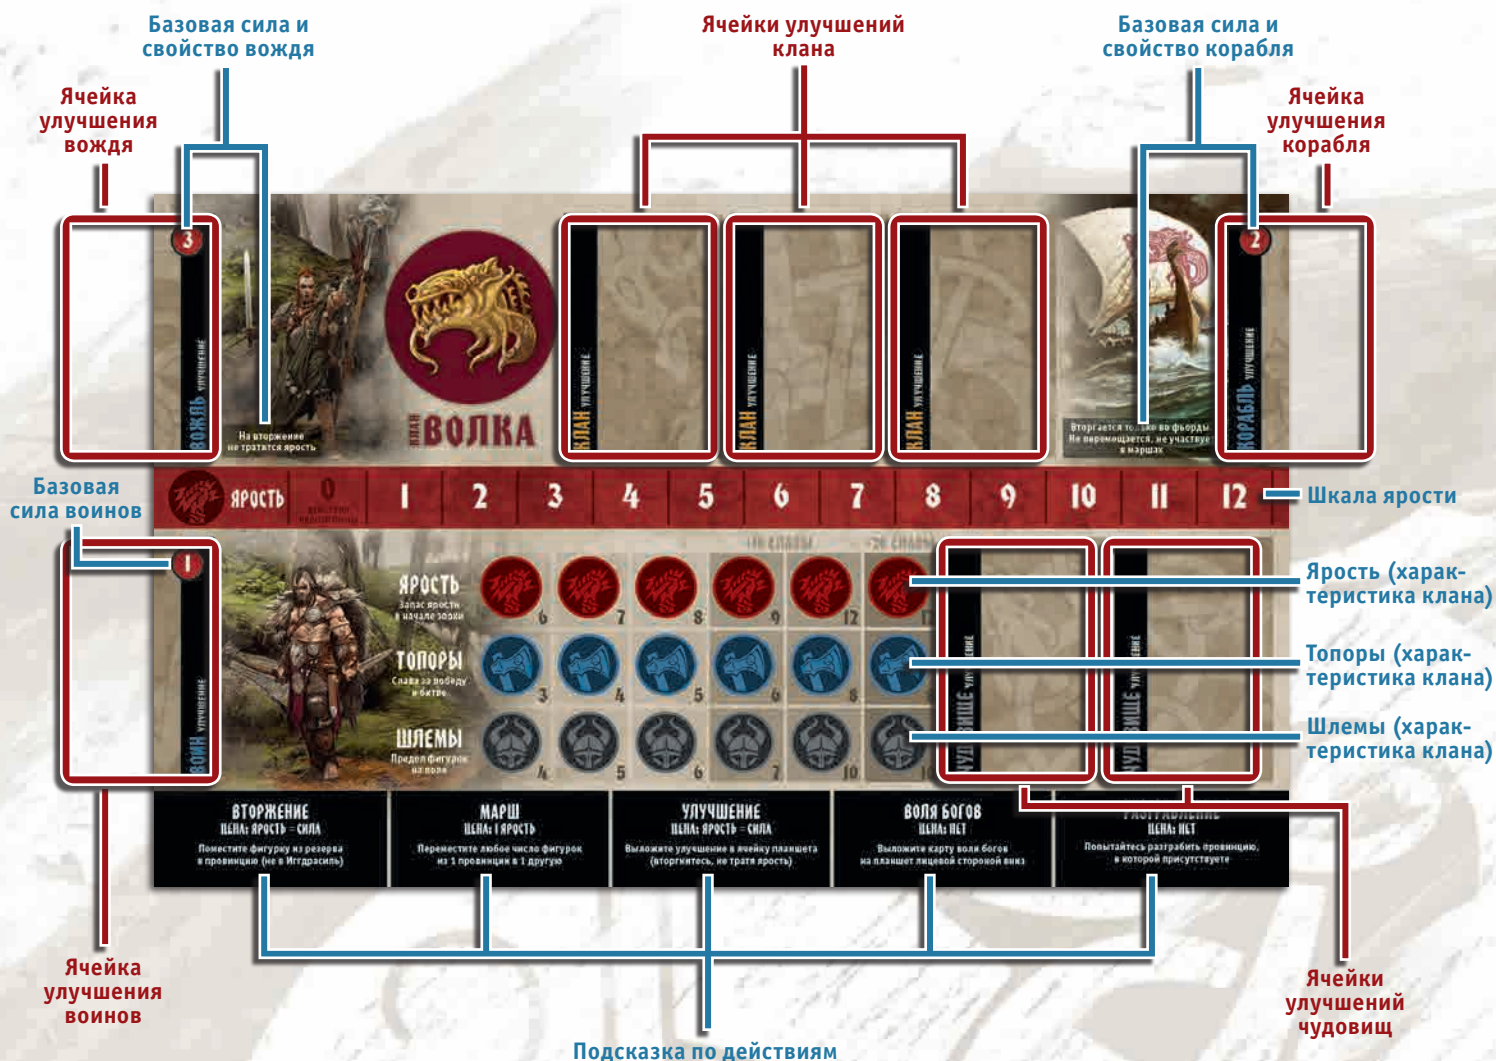 Базовая сила и
свойство вождя
Ячейки улучшений
клана
Базовая сила и
свойство корабля
Ячейка
улучшения
вождя
Ячейка
улучшения
корабля
3
ВОЖДЬ УЛУЧШЕНИЕ
На вторжение
не тратится ярость
КЛАН
ВОЛКА
КЛАН УЛУЧШЕНИЕ
КЛАН УЛУЧШЕНИЕ
КЛАН УЛУЧШЕНИЕ
Вторгается только во фьорды
Не перемещается, не участвует
в маршах
2
КОРАБЛЬ УЛУЧШЕНИЕ
ЯРОСТЬ 0 1 2 3 4 5 6 7 8 9 10 11 12
Шкала ярости
Базовая
сила воинов
1
ВОИН УЛУЧШЕНИЕ
ЯРОСТЬ
Запас ярости
в начале эпохи
6 7 8 9 12
ТОПОРЫ
Слава за победу
в битве
3 4 5 6 8
ШЛЕМЫ
Предел фигурок
на поле
4 5 6 7 10
ЧУДОВИЩЕ УЛУЧШЕНИЕ
ЧУДОВИЩЕ УЛУЧШЕНИЕ
Ярость (харак-
теристика клана)
Топоры (харак-
теристика клана)
Шлемы (харак-
теристика клана)
ВТОРЖЕНИЕ
ЦЕНА: ЯРОСТЬ = СИЛА
Поместите фигурку из резерва
в провинцию (не в Иггдрасиль)
МАРШ
ЦЕНА: 1 ЯРОСТЬ
Переместите любое число фигурок
из 1 провинции в 1 другую
УЛУЧШЕНИЕ
ЦЕНА: ЯРОСТЬ = СИЛА
Выложите улучшение в ячейку планшета
(вторгнитесь, не тратя ярость)
ВОЛЯ БОГОВ
ЦЕНА: НЕТ
Выложите карту воли богов
на планшет лицевой стороной вниз
РАЗГРАБЛЕНИЕ
ЦЕНА: НЕТ
Попытайтесь разграбить провинцию,
в которой присутствуете
Ячейка
улучшения
воинов
Ячейки
улучшений
чудовищ
Подсказка по действиям